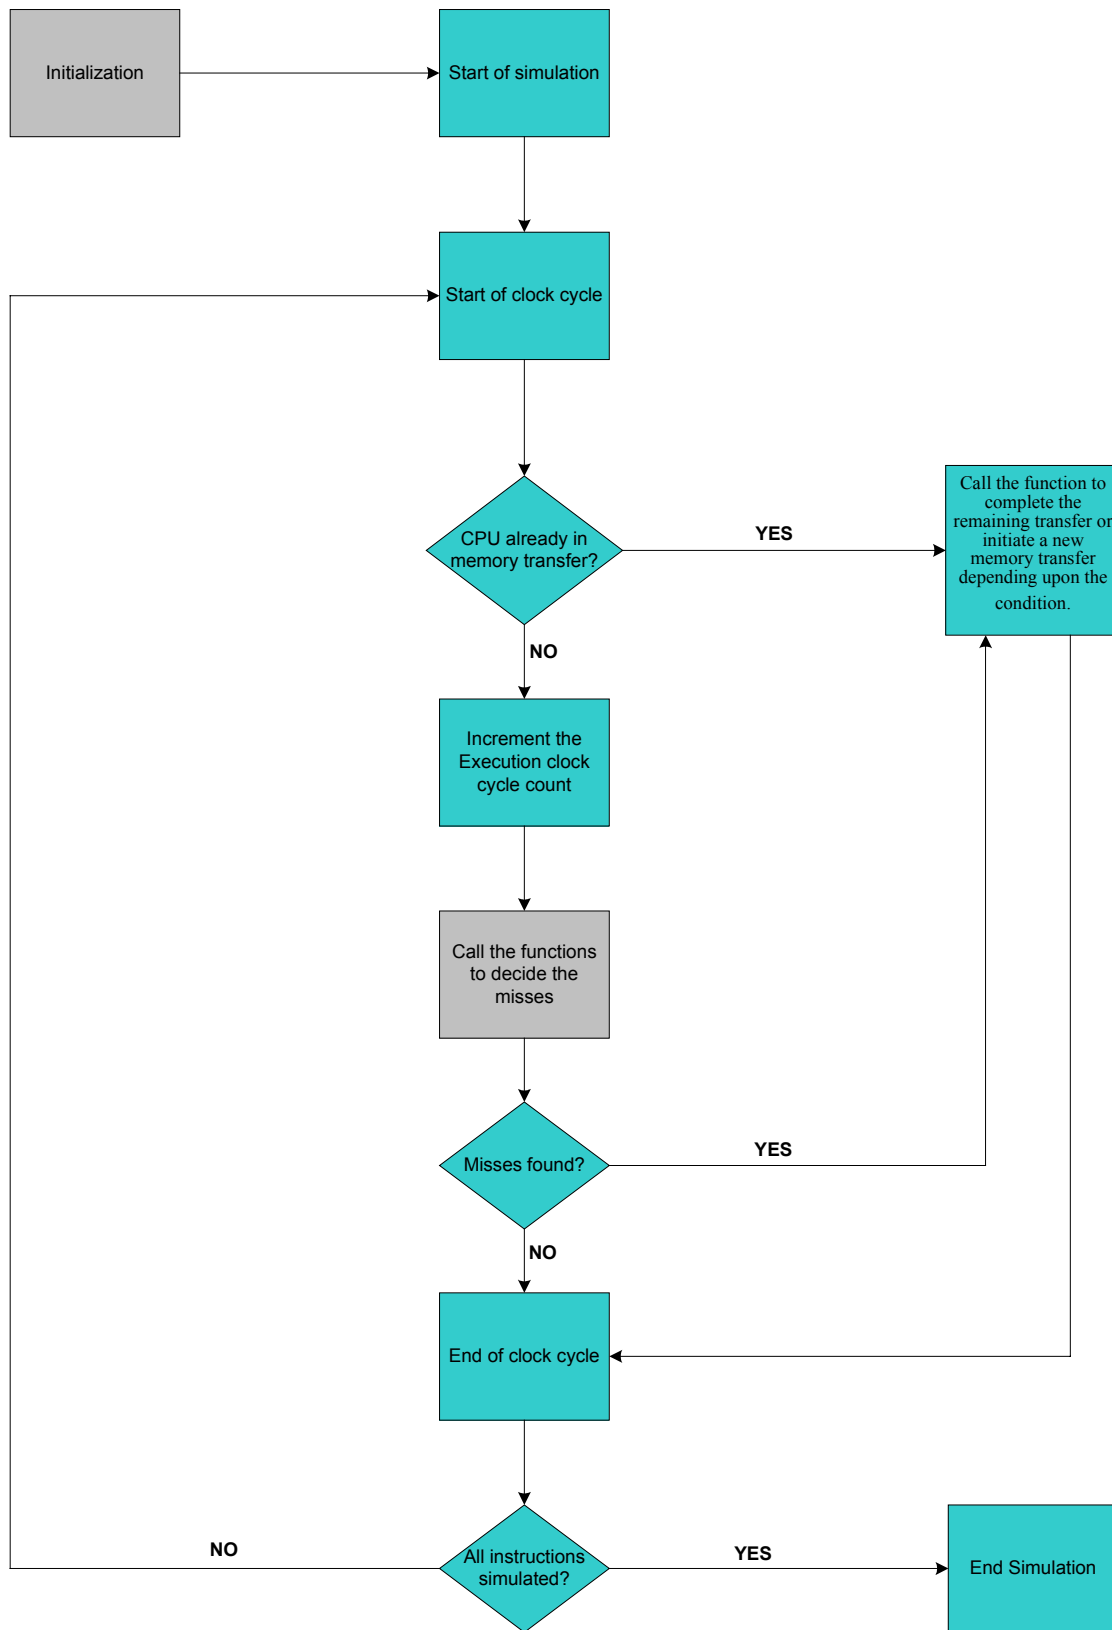 Initialization
Start of simulation
Start of clock cycle
CPU already in
memory transfer?
YES
Call the function to
complete the
remaining transfer or
initiate a new
memory transfer
depending upon the
condition.
NO
Increment the
Execution clock
cycle count
Call the functions
to decide the
misses
Misses found?
YES
NO
End of clock cycle
All instructions
simulated?
NO
YES
End Simulation